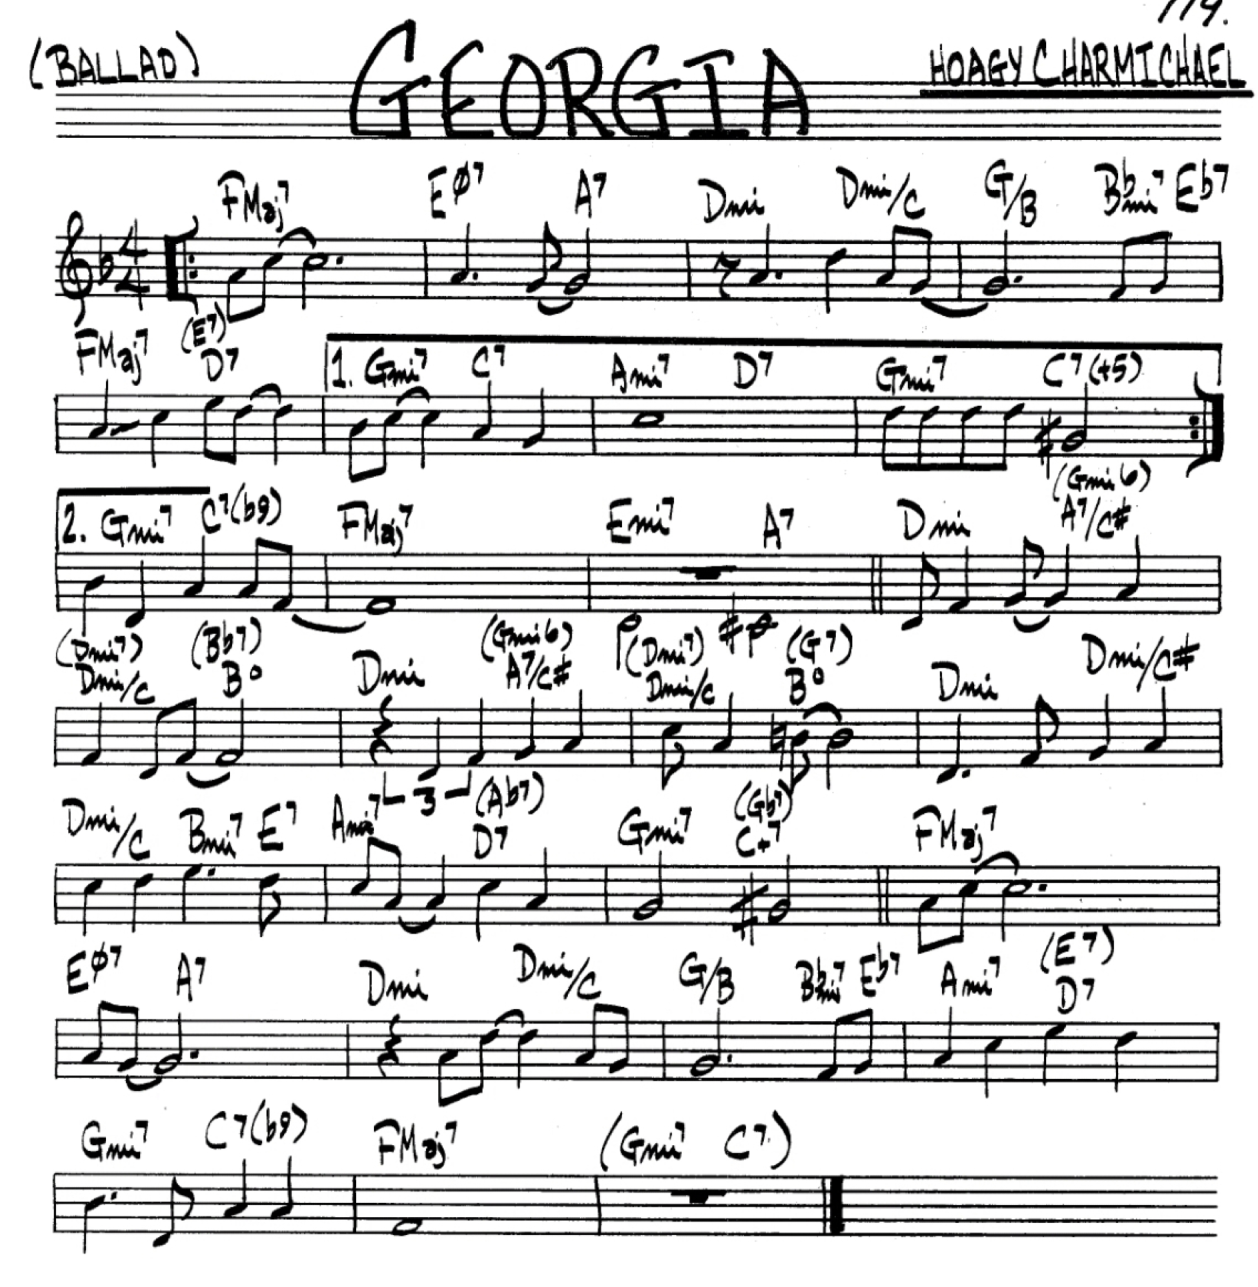 114.
(BALLAD) GEORGIA HOAGY CHARMICHAEL
FMaj7 Eø7 A7 Dmi Dmi/C G/B Bbmi7 Eb7
4/4
(E7)
FMaj7 D7 1. Gmi7 C7 Ami7 D7 Gmi7 C7(+5)
(Gmi6)
2. Gmi7 C7(b9) FMaj7 Emi7 A7 Dmi A7/C#
(Dmi7) (Bb7) (Gmi6) (Dmi7) (G7)
Dmi/C B° Dmi A7/C# Dmi/C B° Dmi Dmi/C#
3 (Ab7) (Gb7)
Dmi/C Bmi7 E7 Ami7 D7 Gmi7 C+7 FMaj7
(E7)
Eø7 A7 Dmi Dmi/C G/B Bbmi7 Eb7 Ami7 D7
Gmi7 C7(b9) FMaj7 (Gmi7 C7)